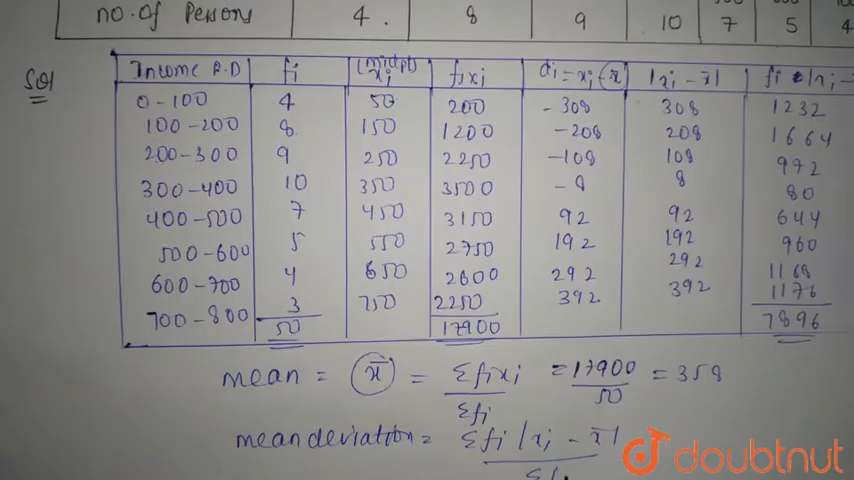 no. of Persons 4. 8 9 10 7 5 4
Sol
Income P.D fi (midpt) xi fixi di = xi - x̄ |xi - x̄|
0-100 4 50 200 -308 308 1232
100-200 8 150 1200 -208 208 1664
200-300 9 250 2250 -108 108 972
300-400 10 350 3500 -8 8 80
400-500 7 450 3150 92 92 644
500-600 5 550 2750 192 192 960
600-700 4 650 2600 292 292 1168
700-800 3 750 2250 392 392 1176
50 17900 7896
mean = x̄ = Σfixi / Σfi = 17900 / 50 = 358
mean deviation = Σfi |xi - x̄|
doubtnut